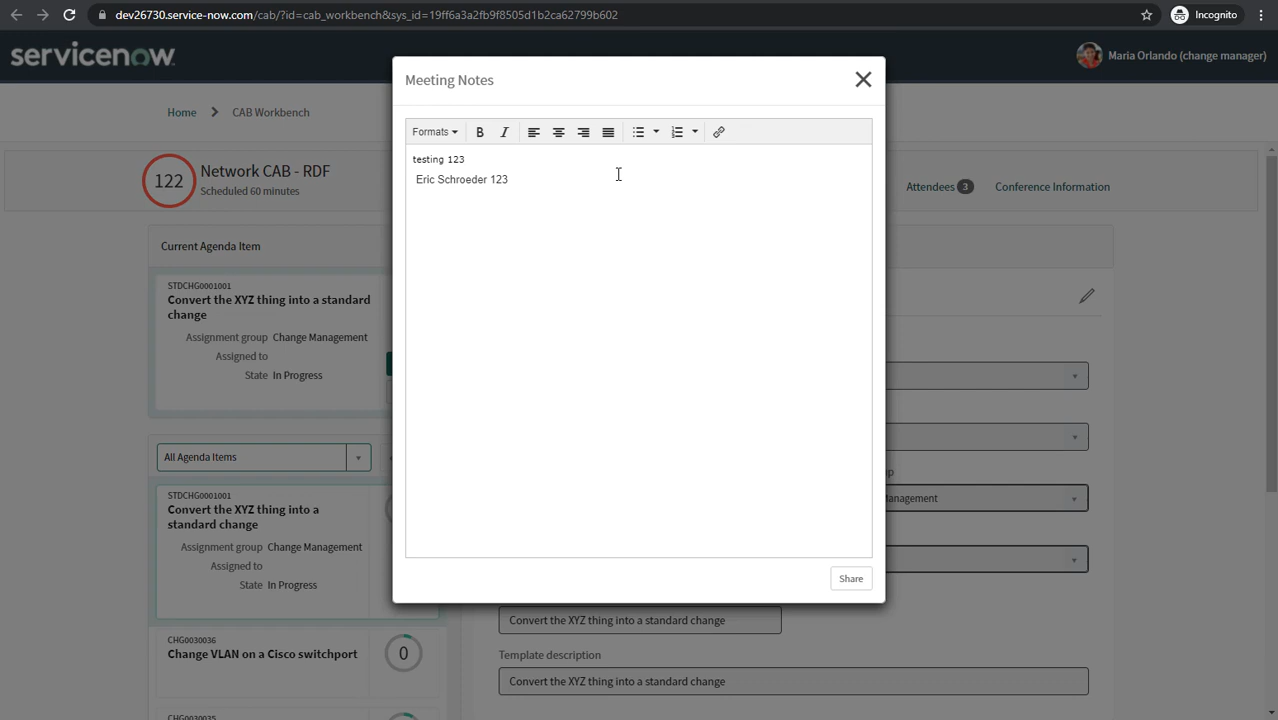 dev26730.service-now.com/cab/?id=cab_workbench&sys_id=19ff6a3a2fb9f8505d1b2ca62799b602
Incognito
servicenow
Maria Orlando (change manager)
Meeting Notes
Home
CAB Workbench
Formats
B
I
testing 123
Eric Schroeder 123
122
Network CAB - RDF
Scheduled 60 minutes
Attendees 3
Conference Information
Current Agenda Item
STDCHG0001001
Convert the XYZ thing into a standard
change
Assignment group Change Management
Assigned to
State In Progress
All Agenda Items
STDCHG0001001
Convert the XYZ thing into a
standard change
Assignment group Change Management
Assigned to
State In Progress
Share
Convert the XYZ thing into a standard change
CHG0030036
Change VLAN on a Cisco switchport
0
Template description
Convert the XYZ thing into a standard change
CHG0030035